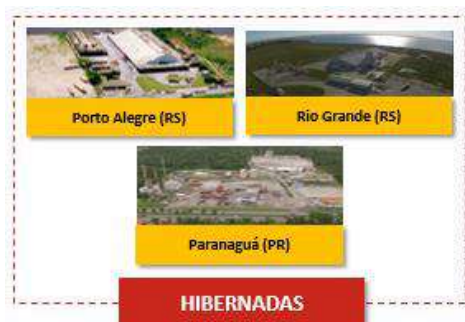 Porto Alegre (RS)
Rio Grande (RS)
Paranaguá (PR)
HIBERNADAS